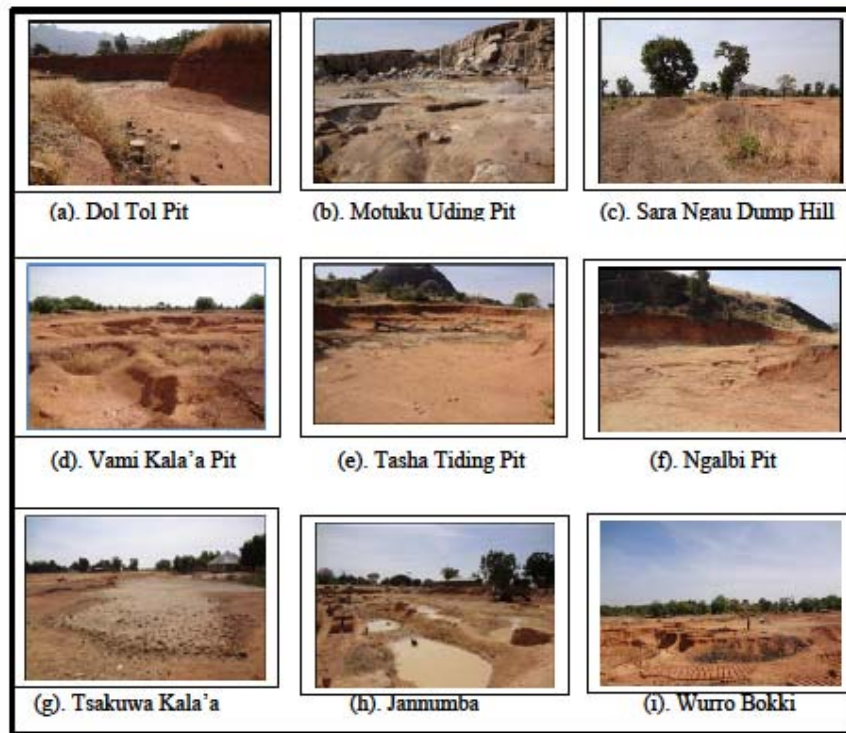 (a). Dol Tol Pit
(b). Motuku Uding Pit
(c). Sara Ngau Dump Hill
(d). Vami Kala’a Pit
(e). Tasha Tiding Pit
(f). Ngalbi Pit
(g). Tsakuwa Kala’a
(h). Jannumba
(i). Wurro Bokki